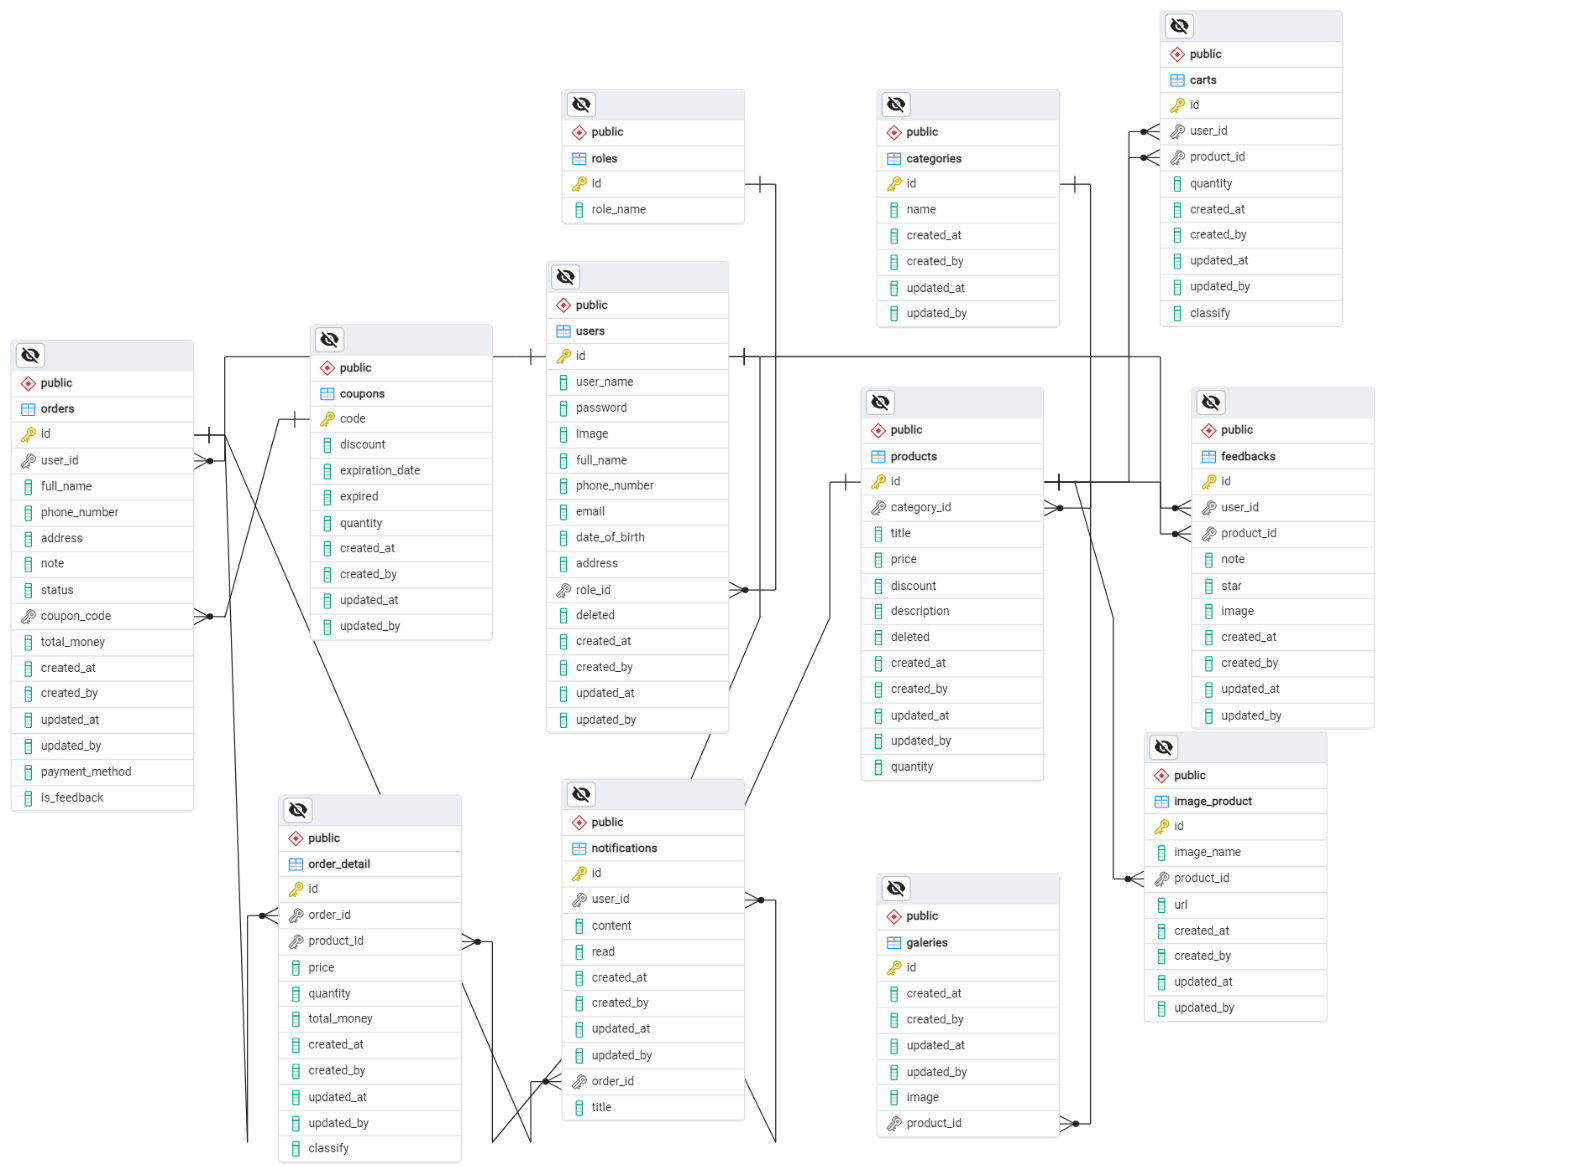 public
carts
id
user_id
product_id
quantity
created_at
created_by
updated_at
updated_by
classify
public
roles
id
role_name
public
categories
id
name
created_at
created_by
updated_at
updated_by
public
users
id
user_name
password
image
full_name
phone_number
email
date_of_birth
address
role_id
deleted
created_at
created_by
updated_at
updated_by
public
coupons
code
discount
expiration_date
expired
quantity
created_at
created_by
updated_at
updated_by
public
orders
id
user_id
full_name
phone_number
address
note
status
coupon_code
total_money
created_at
created_by
updated_at
updated_by
payment_method
is_feedback
public
products
id
category_id
title
price
discount
description
deleted
created_at
created_by
updated_at
updated_by
quantity
public
feedbacks
id
user_id
product_id
note
star
image
created_at
created_by
updated_at
updated_by
public
image_product
id
image_name
product_id
url
created_at
created_by
updated_at
updated_by
public
order_detail
id
order_id
product_id
price
quantity
total_money
created_at
created_by
updated_at
updated_by
classify
public
notifications
id
user_id
content
read
created_at
created_by
updated_at
updated_by
order_id
title
public
galeries
id
created_at
created_by
updated_at
updated_by
image
product_id